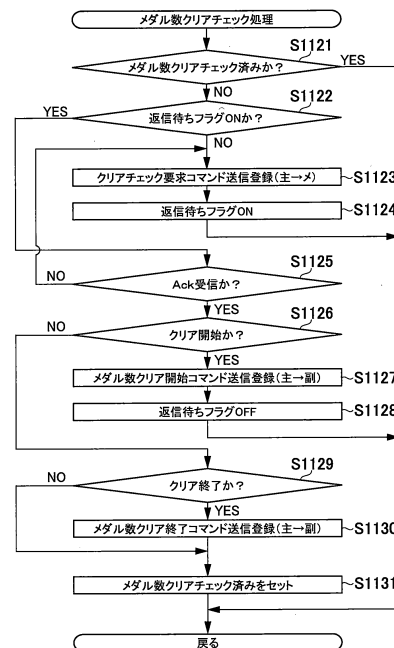 メダル数クリアチェック処理
S1121
メダル数クリアチェック済みか？
YES
NO
S1122
返信待ちフラグONか？
YES
NO
クリアチェック要求コマンド送信登録(主→メ)
S1123
返信待ちフラグON
S1124
S1125
Ack受信か？
NO
YES
S1126
クリア開始か？
NO
YES
メダル数クリア開始コマンド送信登録(主→副)
S1127
返信待ちフラグOFF
S1128
S1129
クリア終了か？
NO
YES
メダル数クリア終了コマンド送信登録(主→副)
S1130
メダル数クリアチェック済みをセット
S1131
戻る